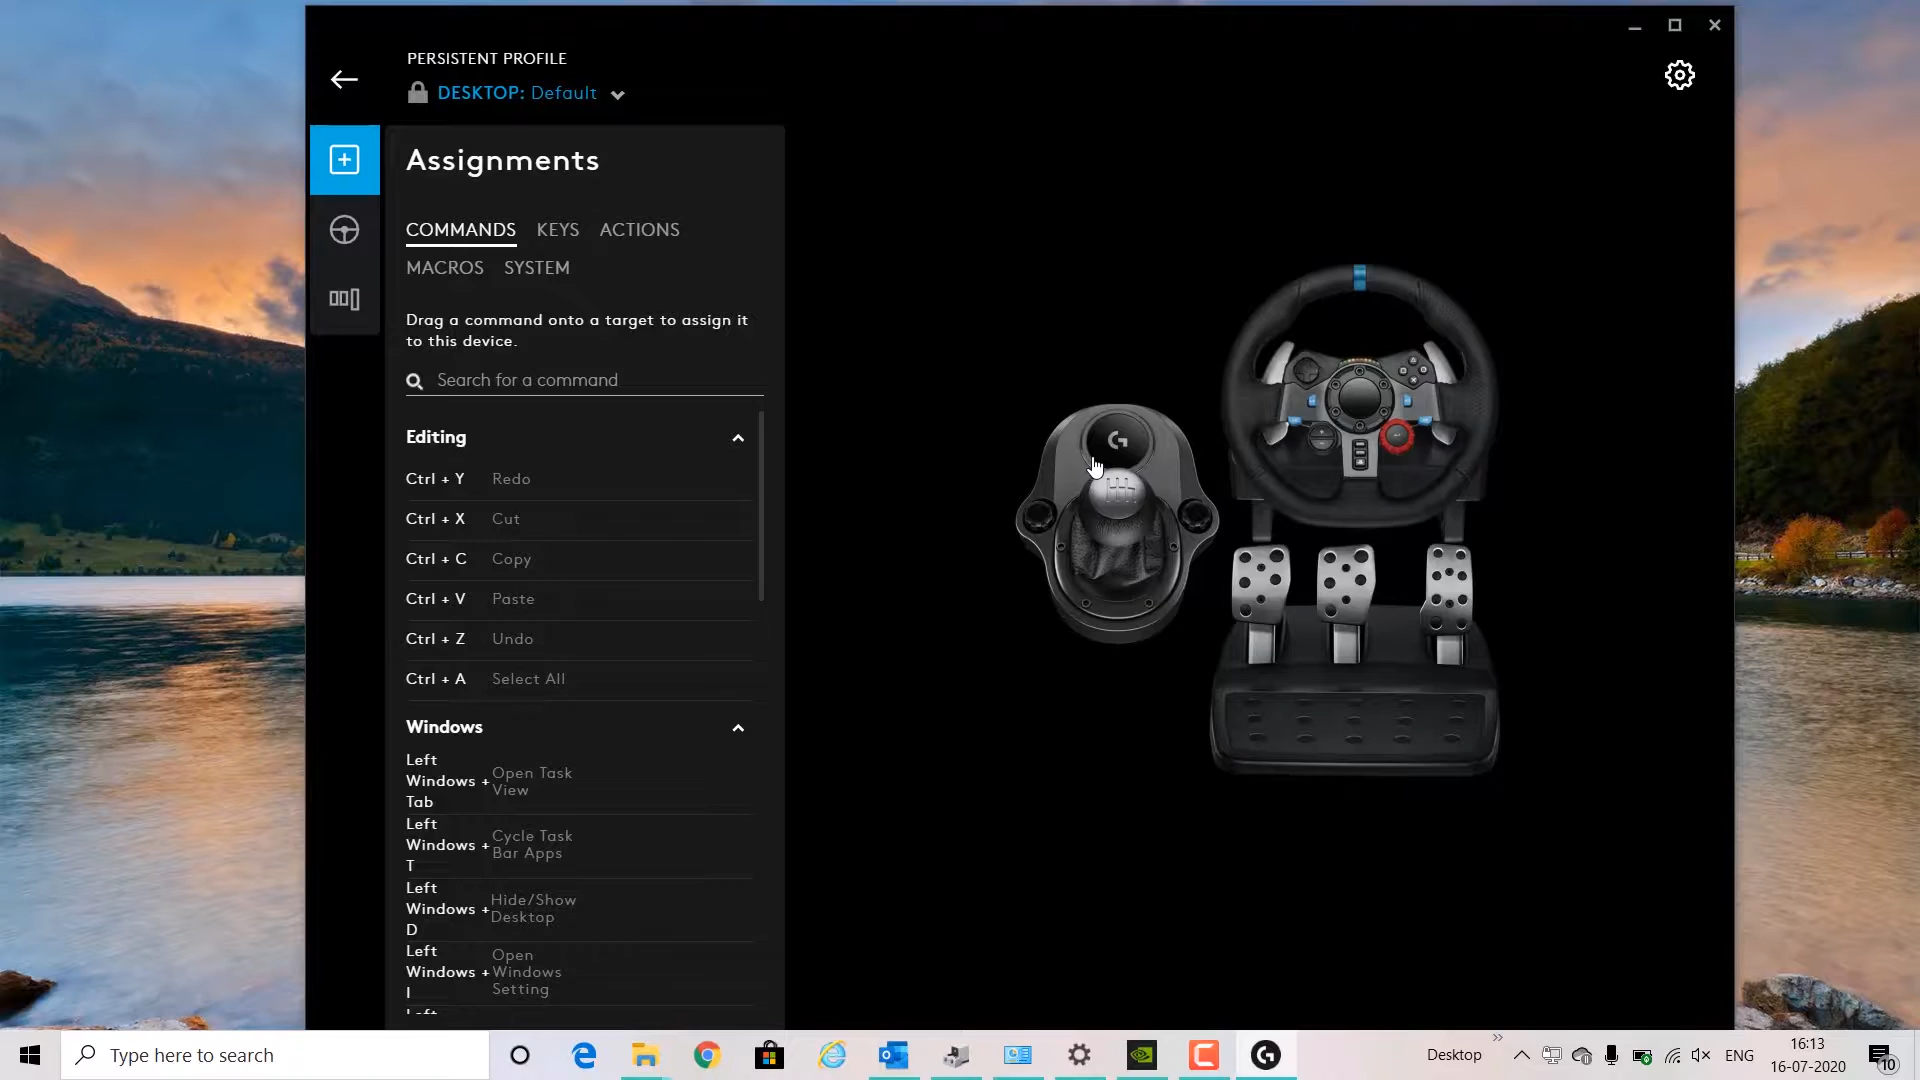 PERSISTENT PROFILE
DESKTOP: Default
Assignments
COMMANDS KEYS ACTIONS
MACROS SYSTEM
Drag a command onto a target to assign it
to this device.
Search for a command
Editing
Ctrl + Y Redo
Ctrl + X Cut
Ctrl + C Copy
Ctrl + V Paste
Ctrl + Z Undo
Ctrl + A Select All
Windows
Left
Windows +
Tab
Open Task
View
Left
Windows +
T
Cycle Task
Bar Apps
Left
Windows +
D
Hide/Show
Desktop
Left
Windows +
I
Open
Windows
Setting
Type here to search
Desktop
ENG
16:13
16-07-2020
10